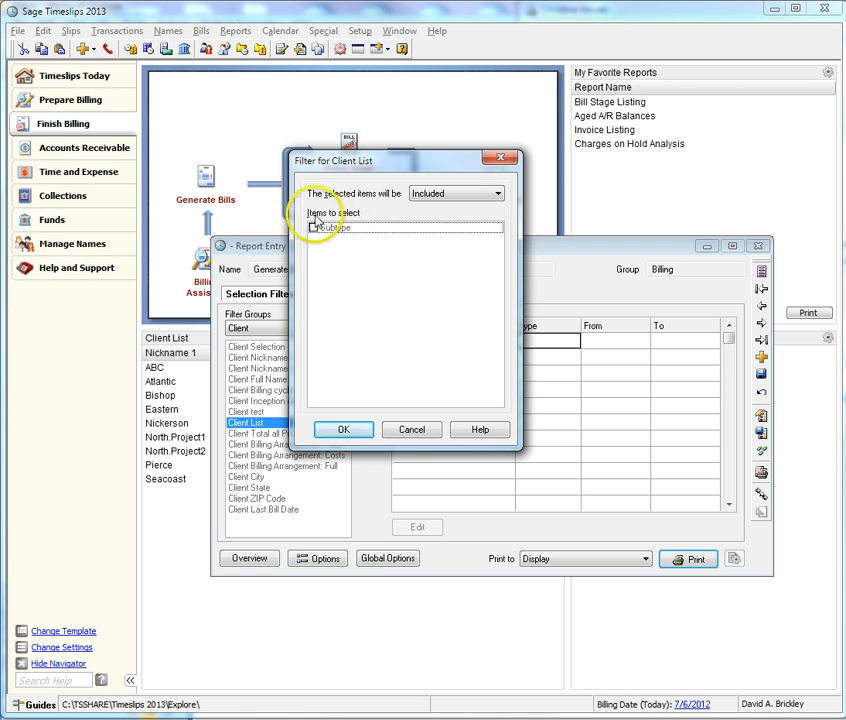 Sage Timeslips 2013
File Edit Slips Transactions Names Bills Reports Calendar Special Setup Window Help
Timeslips Today
Prepare Billing
Finish Billing
Accounts Receivable
Time and Expense
Collections
Funds
Manage Names
Help and Support
Change Template
Change Settings
Hide Navigator
Search Help
BILL
Generate Bills
Client List
Nickname 1
ABC
Atlantic
Bishop
Eastern
Nickerson
North.Project1
North.Project2
Pierce
Seacoast
My Favorite Reports
Report Name
Bill Stage Listing
Aged A/R Balances
Invoice Listing
Charges on Hold Analysis
Print
Filter for Client List
The selected items will be Included
Items to select
Subtype
OK Cancel Help
- Report Entry
Name Generate
Group Billing
Selection Filte
Filter Groups
Client
Client Selection
Client Nickname
Client Nickname
Client Full Name
Client Billing cyc
Client Inception
Client test
Client List
Client Total all P
Client Billing Arrang
Client Billing Arrangement: Costs
Client Billing Arrangement: Full
Client City
Client State
Client ZIP Code
Client Last Bill Date
ype From To
Edit
Overview Options Global Options Print to Display Print
Guides C:\TSSHARE\Timeslips 2013\Explore\ Billing Date (Today): 7/6/2012 David A. Brickley